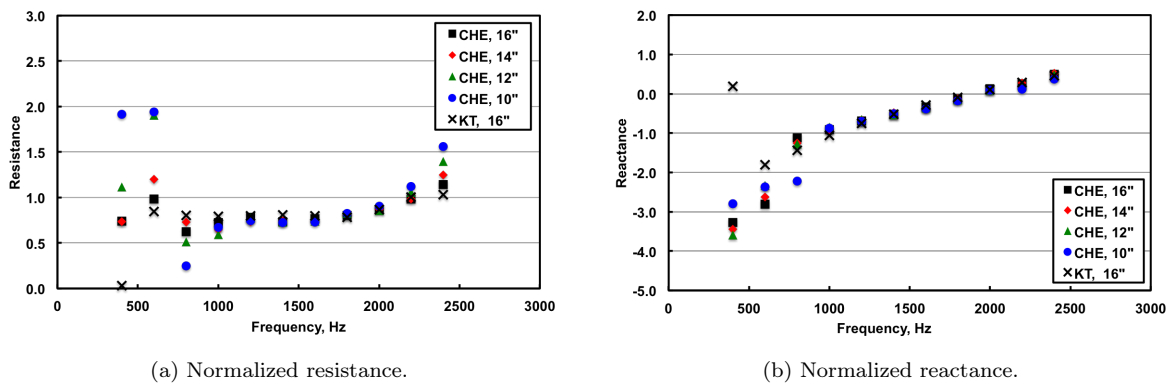 3.0
2.5
2.0
1.5
1.0
0.5
0.0
Resistance
0 500 1000 1500 2000 2500 3000
Frequency, Hz
CHE, 16"
CHE, 14"
CHE, 12"
CHE, 10"
KT, 16"
(a) Normalized resistance.
2.0
1.0
0.0
-1.0
-2.0
-3.0
-4.0
-5.0
Reactance
0 500 1000 1500 2000 2500 3000
Frequency, Hz
CHE, 16"
CHE, 14"
CHE, 12"
CHE, 10"
KT, 16"
(b) Normalized reactance.